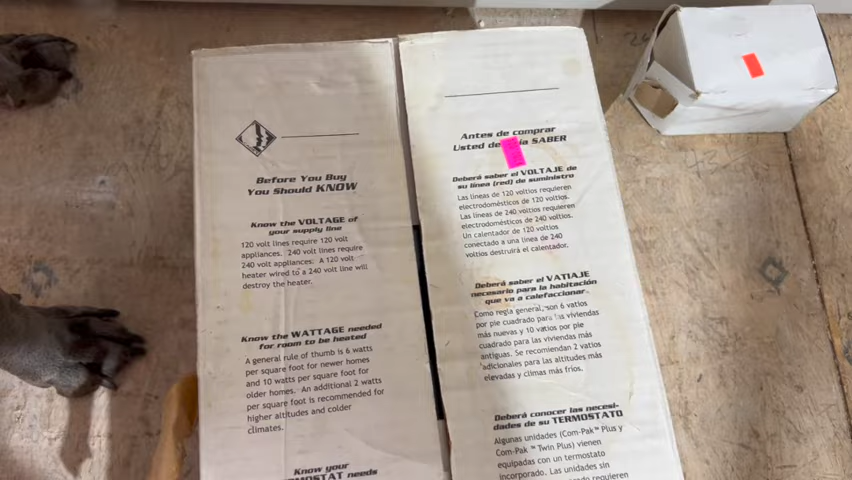 Before You Buy
You Should KNOW
Know the VOLTAGE of
your supply line
120 volt lines require 120 volt
appliances. 240 volt lines require
240 volt appliances. A 120 volt
heater wired to a 240 volt line will
destroy the heater.
Know the WATTAGE needed
for room to be heated
A general rule of thumb is 6 watts
per square foot for newer homes
and 10 watts per square foot for
older homes. An additional 2 watts
per square foot is recommended for
higher altitudes and colder
climates.
Know your
needs
Antes de comprar
Usted SABER
Deberá saber el VOLTAJE de
su línea (red) de suministro
Las líneas de 120 voltios requieren
electrodomésticos de 120 voltios.
Las líneas de 240 voltios requieren
electrodomésticos de 240 voltios.
Un calentador de 120 voltios
conectado a una línea de 240
voltios destruirá el calentador.
Deberá saber el VATIAJE
necesario para la habitación
que va a calefaccionar
Como regla general, son 6 vatios
por pie cuadrado para las viviendas
más nuevas y 10 vatios por pie
cuadrado para las viviendas más
antiguas. Se recomiendan 2 vatios
adicionales para las altitudes más
elevadas y climas más fríos.
Deberá conocer las necesi-
dades de su TERMOSTATO
Algunas unidades (Com-Pak™ Plus y
Com-Pak™ Twin Plus) vienen
equipadas con un termostato
incorporado. Las unidades sin
requieren